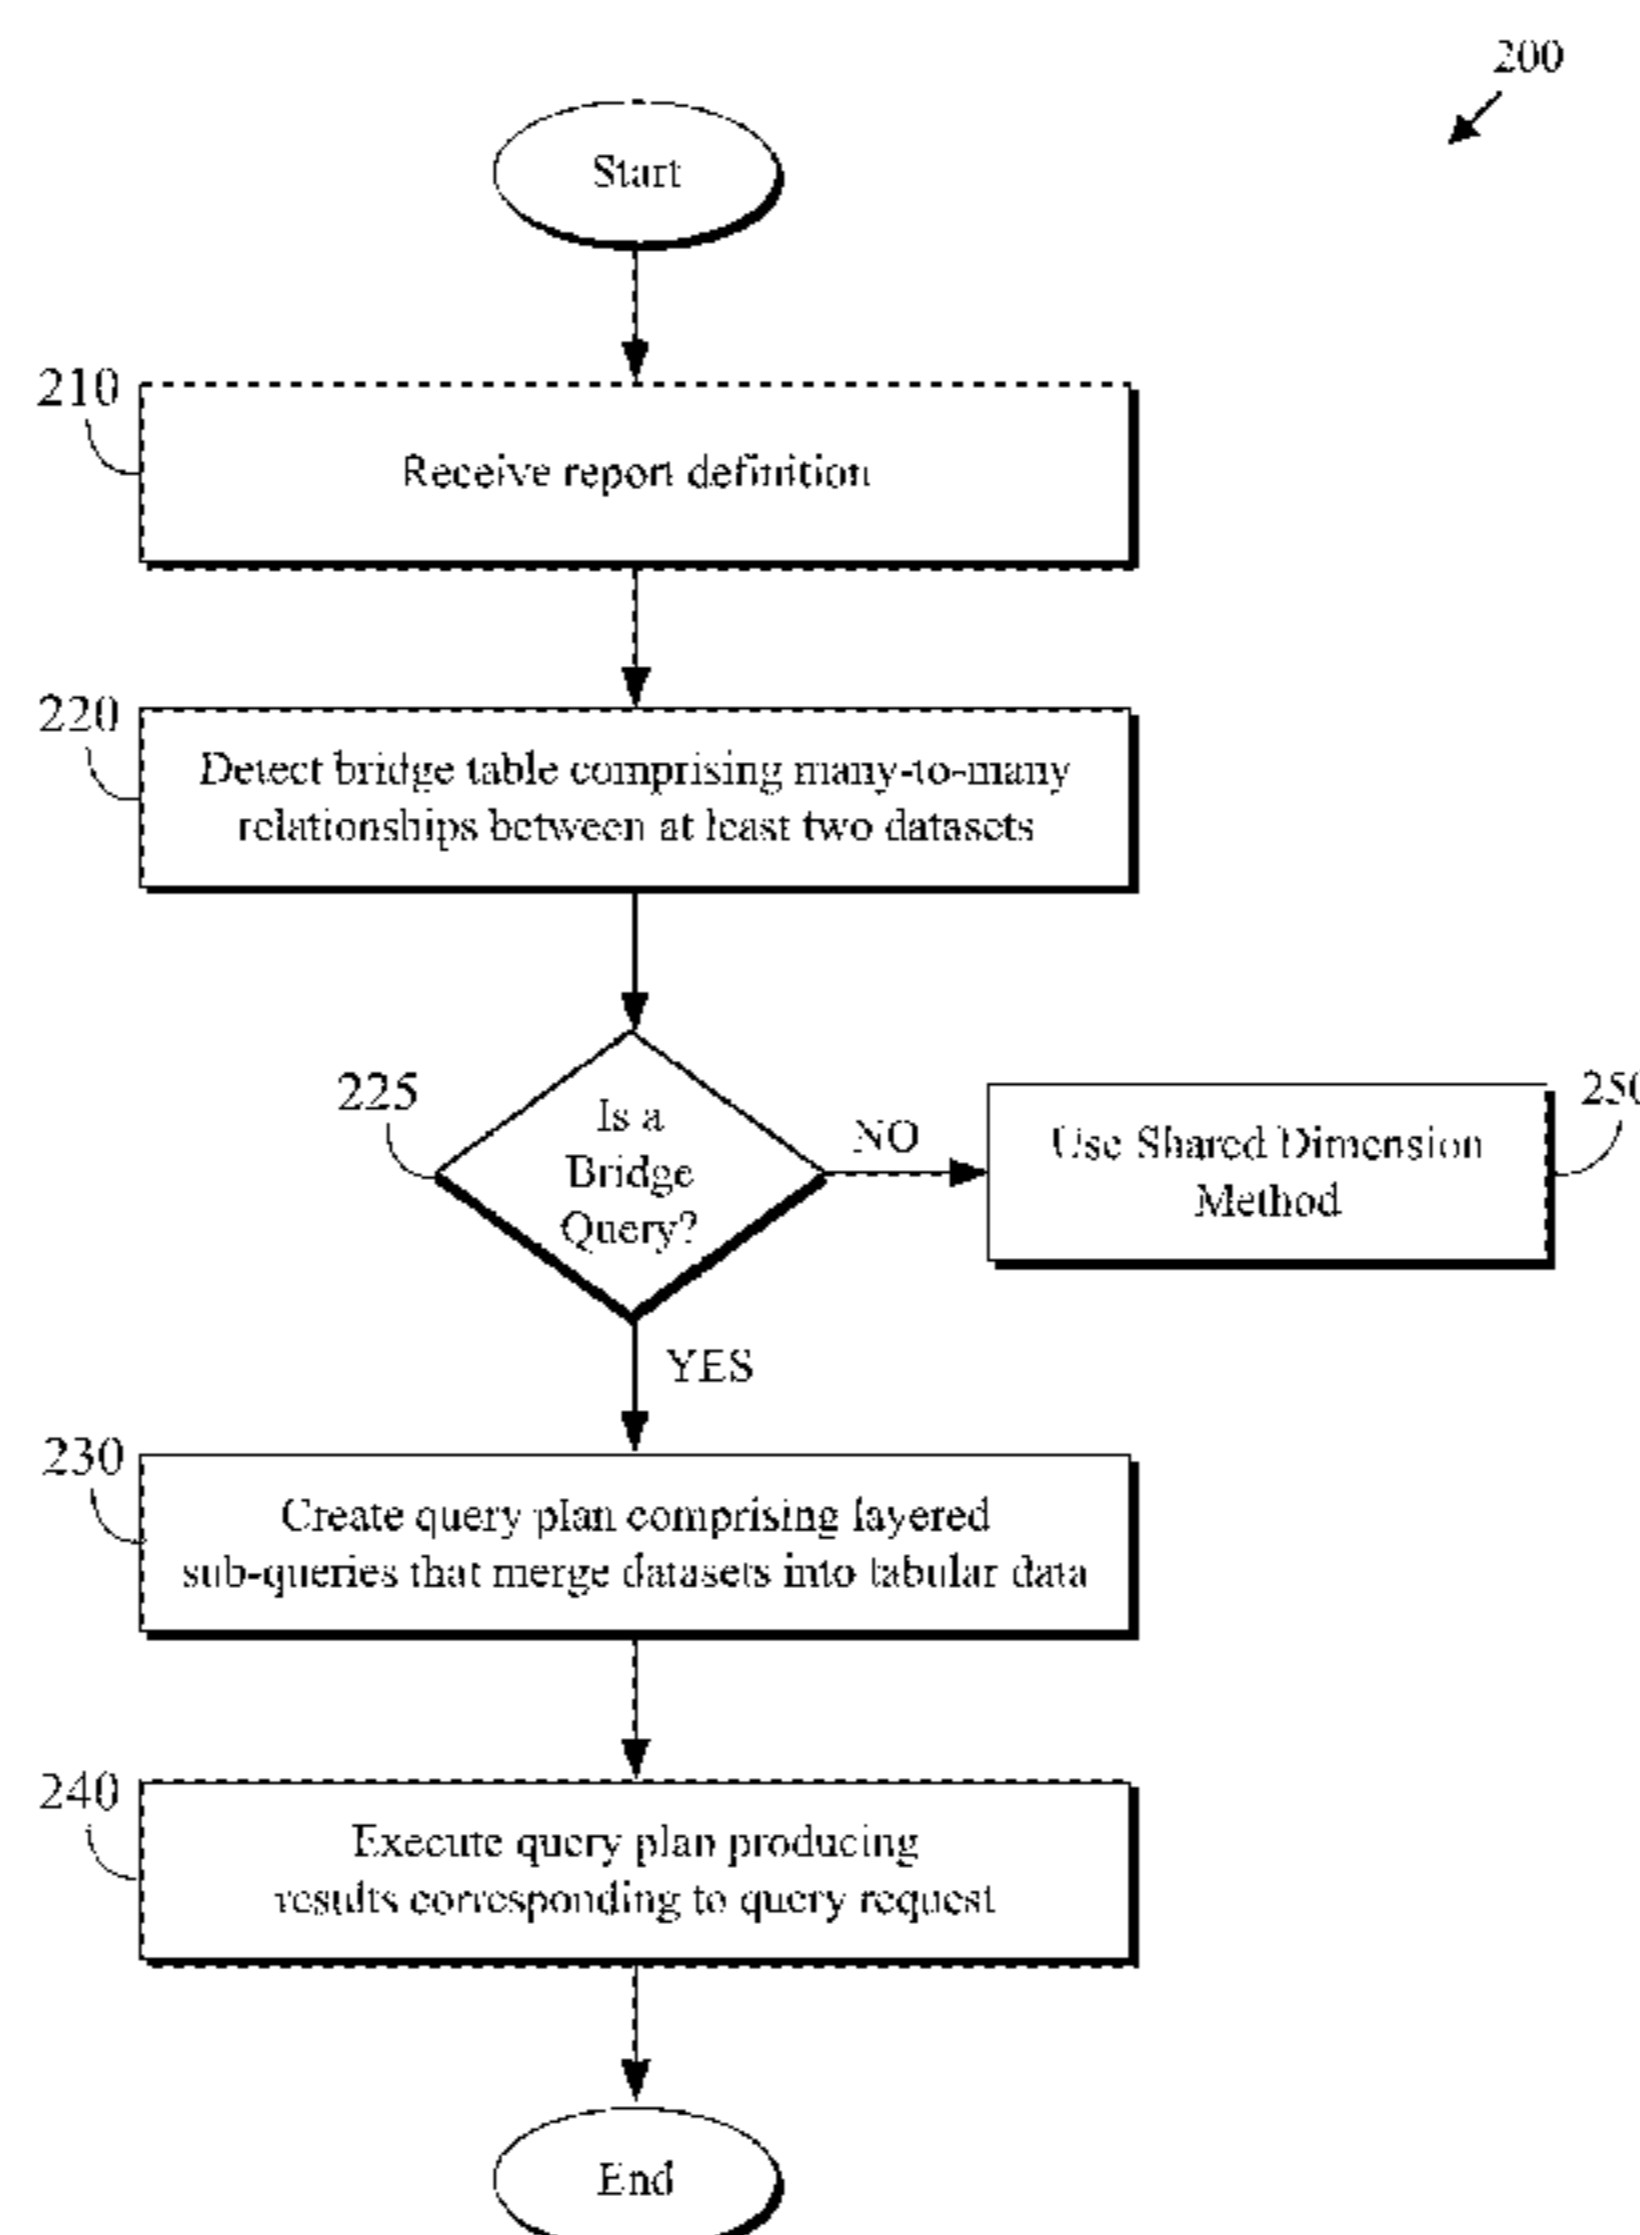 200
Start
210
Receive report definition
220
Detect bridge table comprising many-to-many
relationships between at least two datasets
225
Is a
Bridge
Query?
NO
Use Shared Dimension
Method
250
YES
230
Create query plan comprising layered
sub-queries that merge datasets into tabular data
240
Execute query plan producing
results corresponding to query request
End